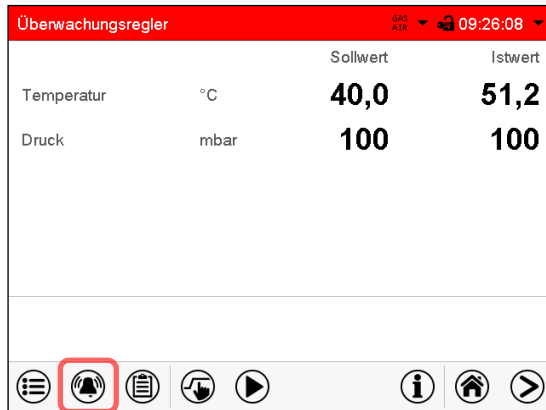 Überwachungsregler GAS AIR 09:26:08
Sollwert Istwert
Temperatur °C 40,0 51,2
Druck mbar 100 100